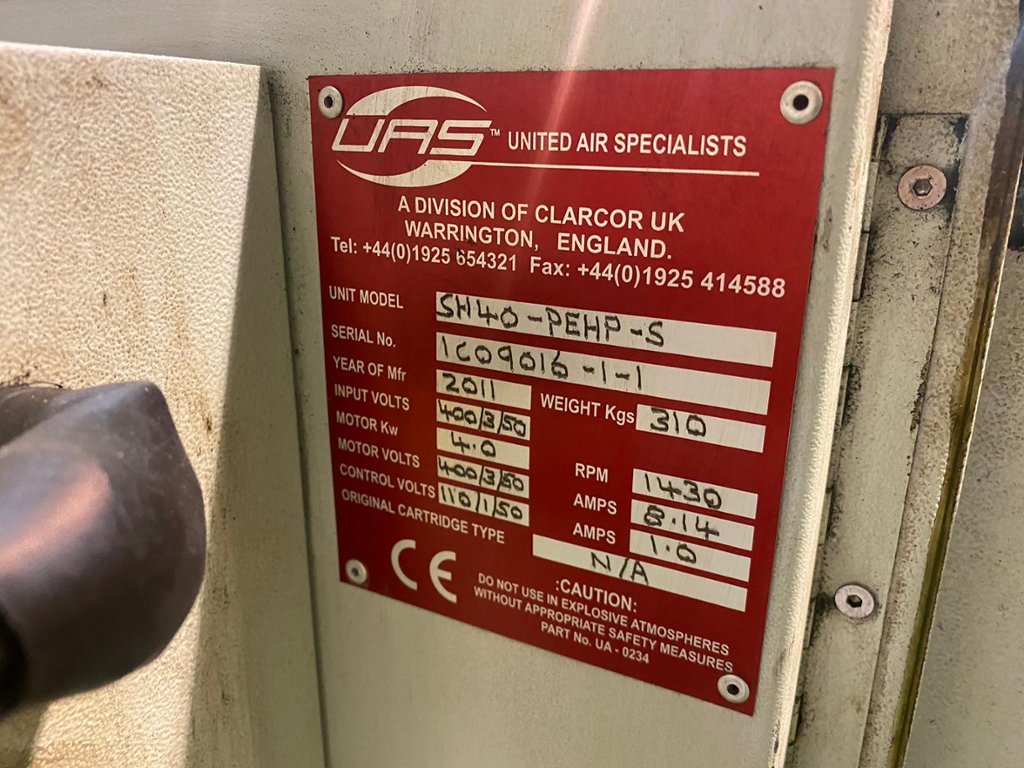 UAS™ UNITED AIR SPECIALISTS
A DIVISION OF CLARCOR UK
WARRINGTON, ENGLAND.
Tel: +44(0)1925 654321 Fax: +44(0)1925 414588
UNIT MODEL SH40-PEHP-S
SERIAL No. 1C09016-1-1
YEAR OF Mfr 2011 WEIGHT Kgs 310
INPUT VOLTS 400/3/50
MOTOR Kw 4.0 RPM 1430
MOTOR VOLTS 400/3/50 AMPS 8.14
CONTROL VOLTS 110/1/50 AMPS 1.0
ORIGINAL CARTRIDGE TYPE N/A
CE :CAUTION:
DO NOT USE IN EXPLOSIVE ATMOSPHERES
WITHOUT APPROPRIATE SAFETY MEASURES
PART No. UA - 0234